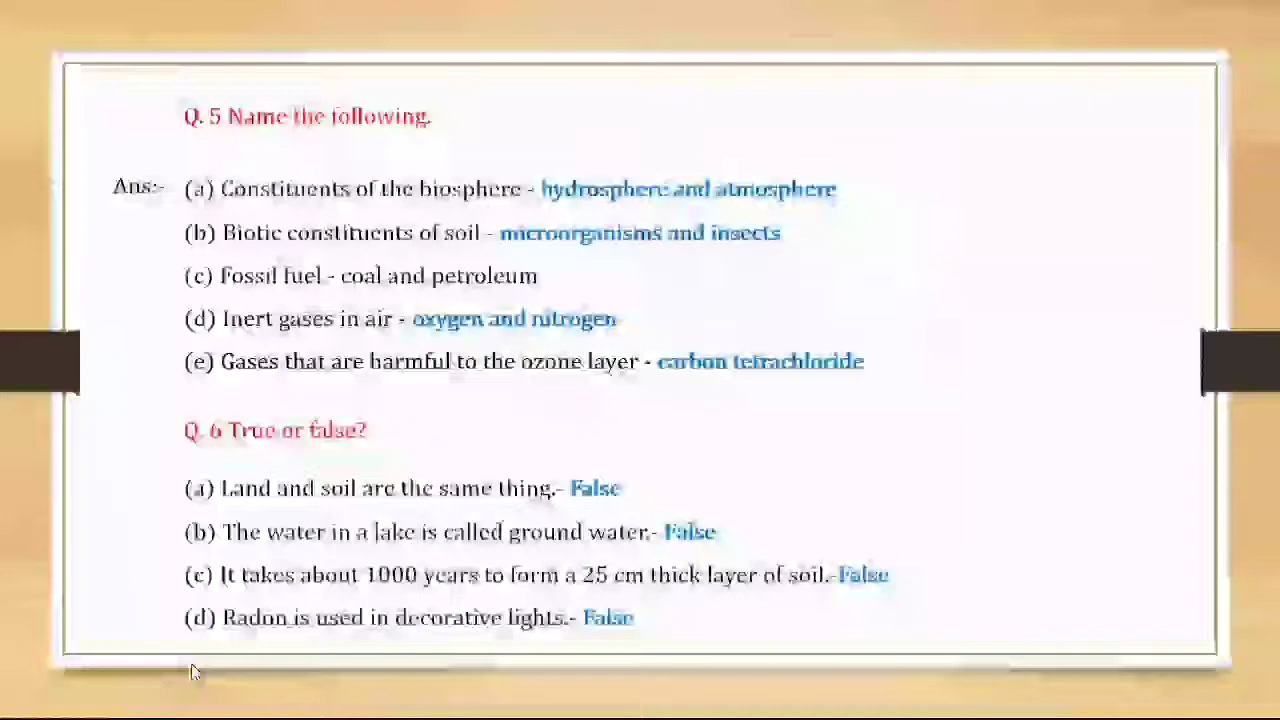 Q. 5 Name the following.
Ans:- (a) Constituents of the biosphere - hydrosphere and atmosphere
(b) Biotic constituents of soil - microorganisms and insects
(c) Fossil fuel - coal and petroleum
(d) Inert gases in air - oxygen and nitrogen
(e) Gases that are harmful to the ozone layer - carbon tetrachloride
Q. 6 True or false?
(a) Land and soil are the same thing.- False
(b) The water in a lake is called ground water.- False
(c) It takes about 1000 years to form a 25 cm thick layer of soil.-False
(d) Radon is used in decorative lights.- False